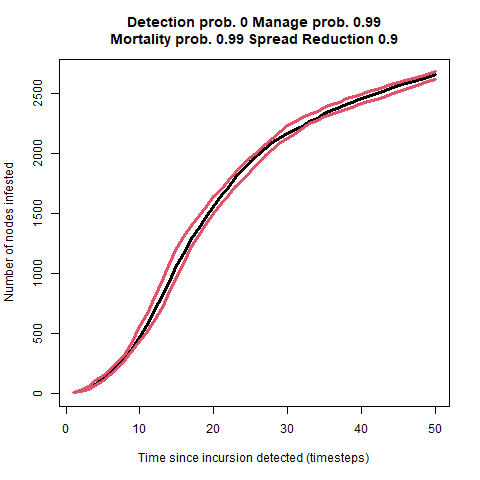 Detection prob. 0 Manage prob. 0.99
Mortality prob. 0.99 Spread Reduction 0.9
Number of nodes infested
2500
2000
1500
1000
500
0
0 10 20 30 40 50
Time since incursion detected (timesteps)